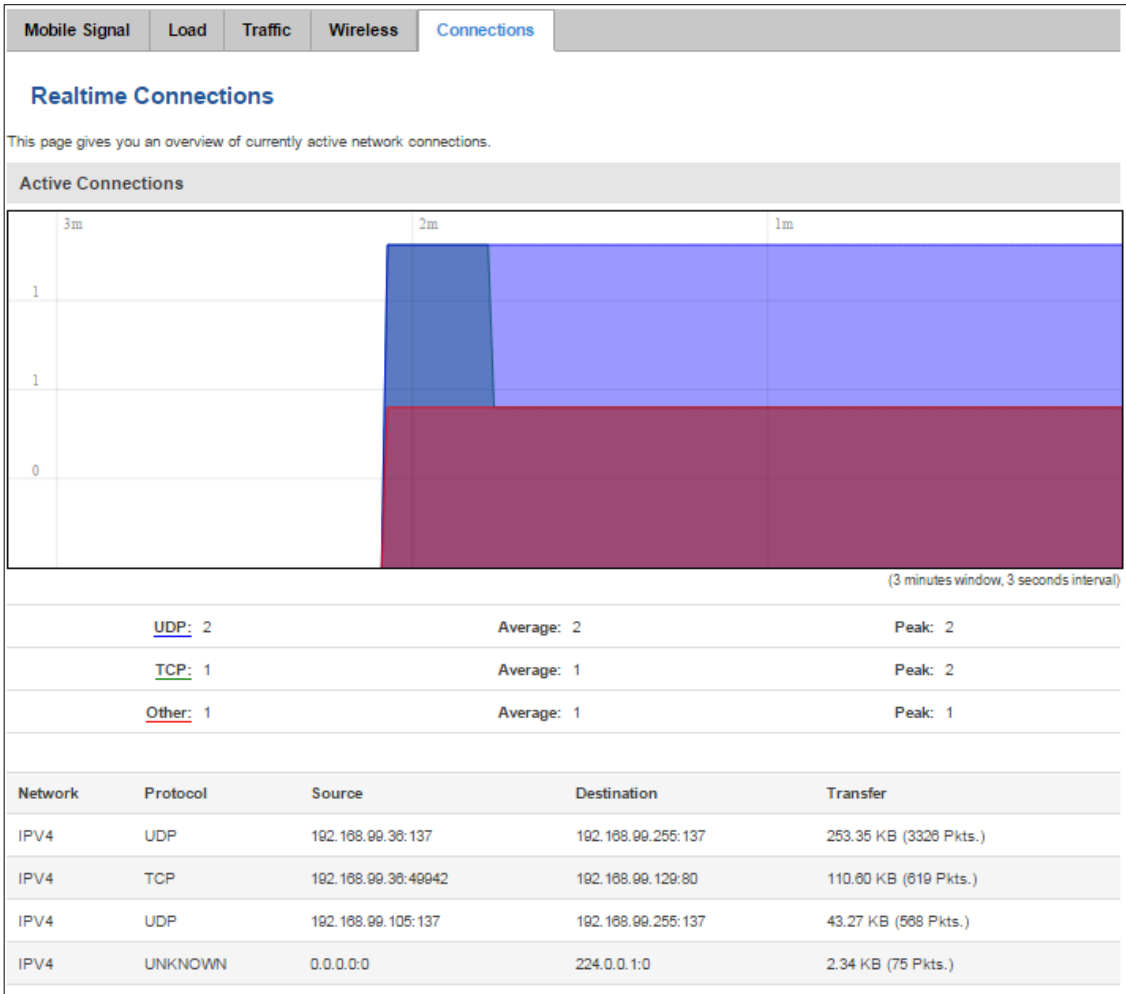 Mobile Signal Load Traffic Wireless Connections
Realtime Connections
This page gives you an overview of currently active network connections.
Active Connections
3m 2m 1m
1
1
0
(3 minutes window, 3 seconds interval)
UDP: 2 Average: 2 Peak: 2
TCP: 1 Average: 1 Peak: 2
Other: 1 Average: 1 Peak: 1
Network Protocol Source Destination Transfer
IPV4 UDP 192.168.99.36:137 192.168.99.255:137 253.35 KB (3326 Pkts.)
IPV4 TCP 192.168.99.36:49942 192.168.99.129:80 110.60 KB (619 Pkts.)
IPV4 UDP 192.168.99.105:137 192.168.99.255:137 43.27 KB (568 Pkts.)
IPV4 UNKNOWN 0.0.0.0:0 224.0.0.1:0 2.34 KB (75 Pkts.)